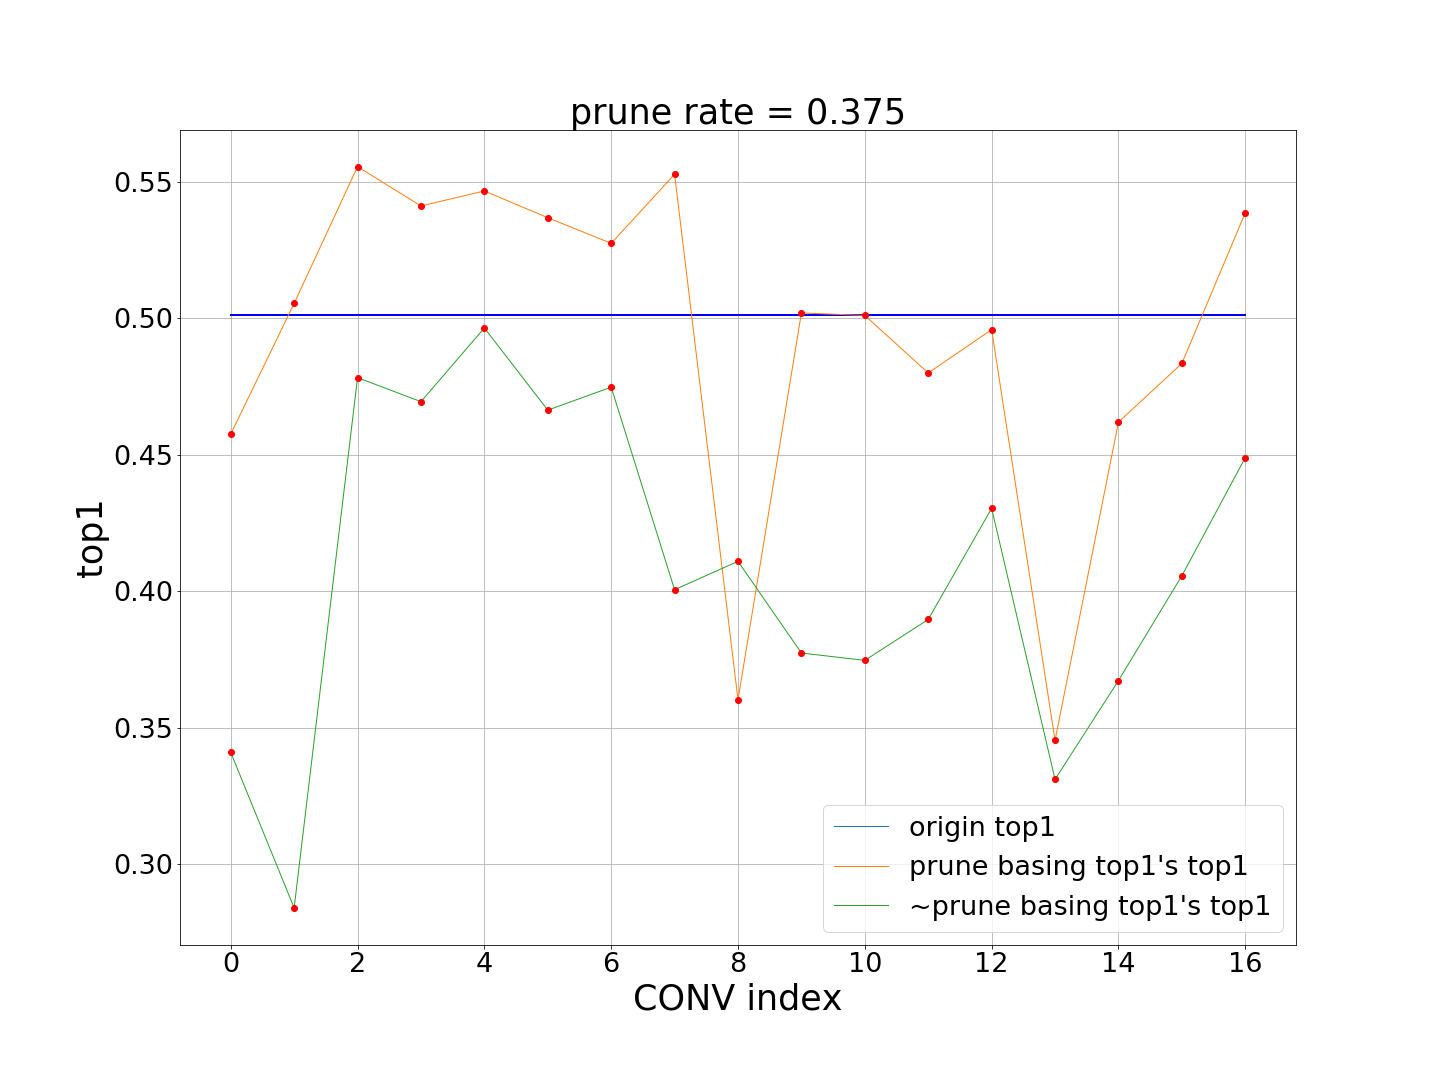 prune rate = 0.375
0.55
0.50
0.45
0.40
0.35
0.30
top1
0 2 4 6 8 10 12 14 16
CONV index
origin top1
prune basing top1's top1
~prune basing top1's top1